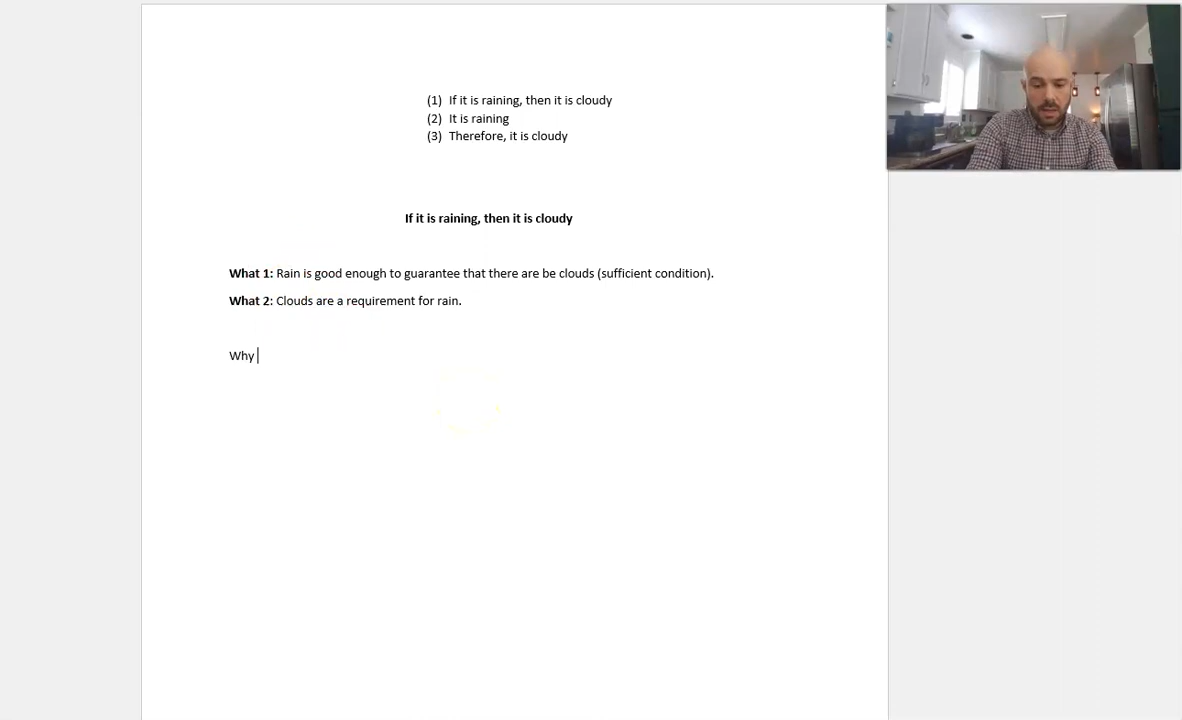 (1) If it is raining, then it is cloudy
(2) It is raining
(3) Therefore, it is cloudy
If it is raining, then it is cloudy
What 1: Rain is good enough to guarantee that there are be clouds (sufficient condition).
What 2: Clouds are a requirement for rain.
Why